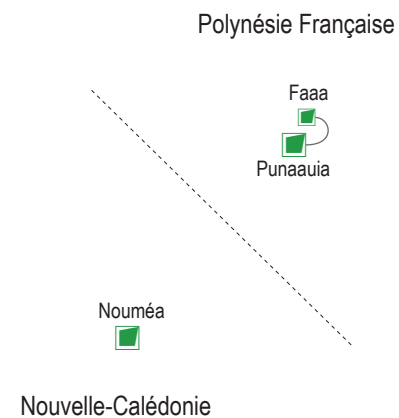 Polynésie Française
Faaa
Punaauia
Nouméa
Nouvelle-Calédonie